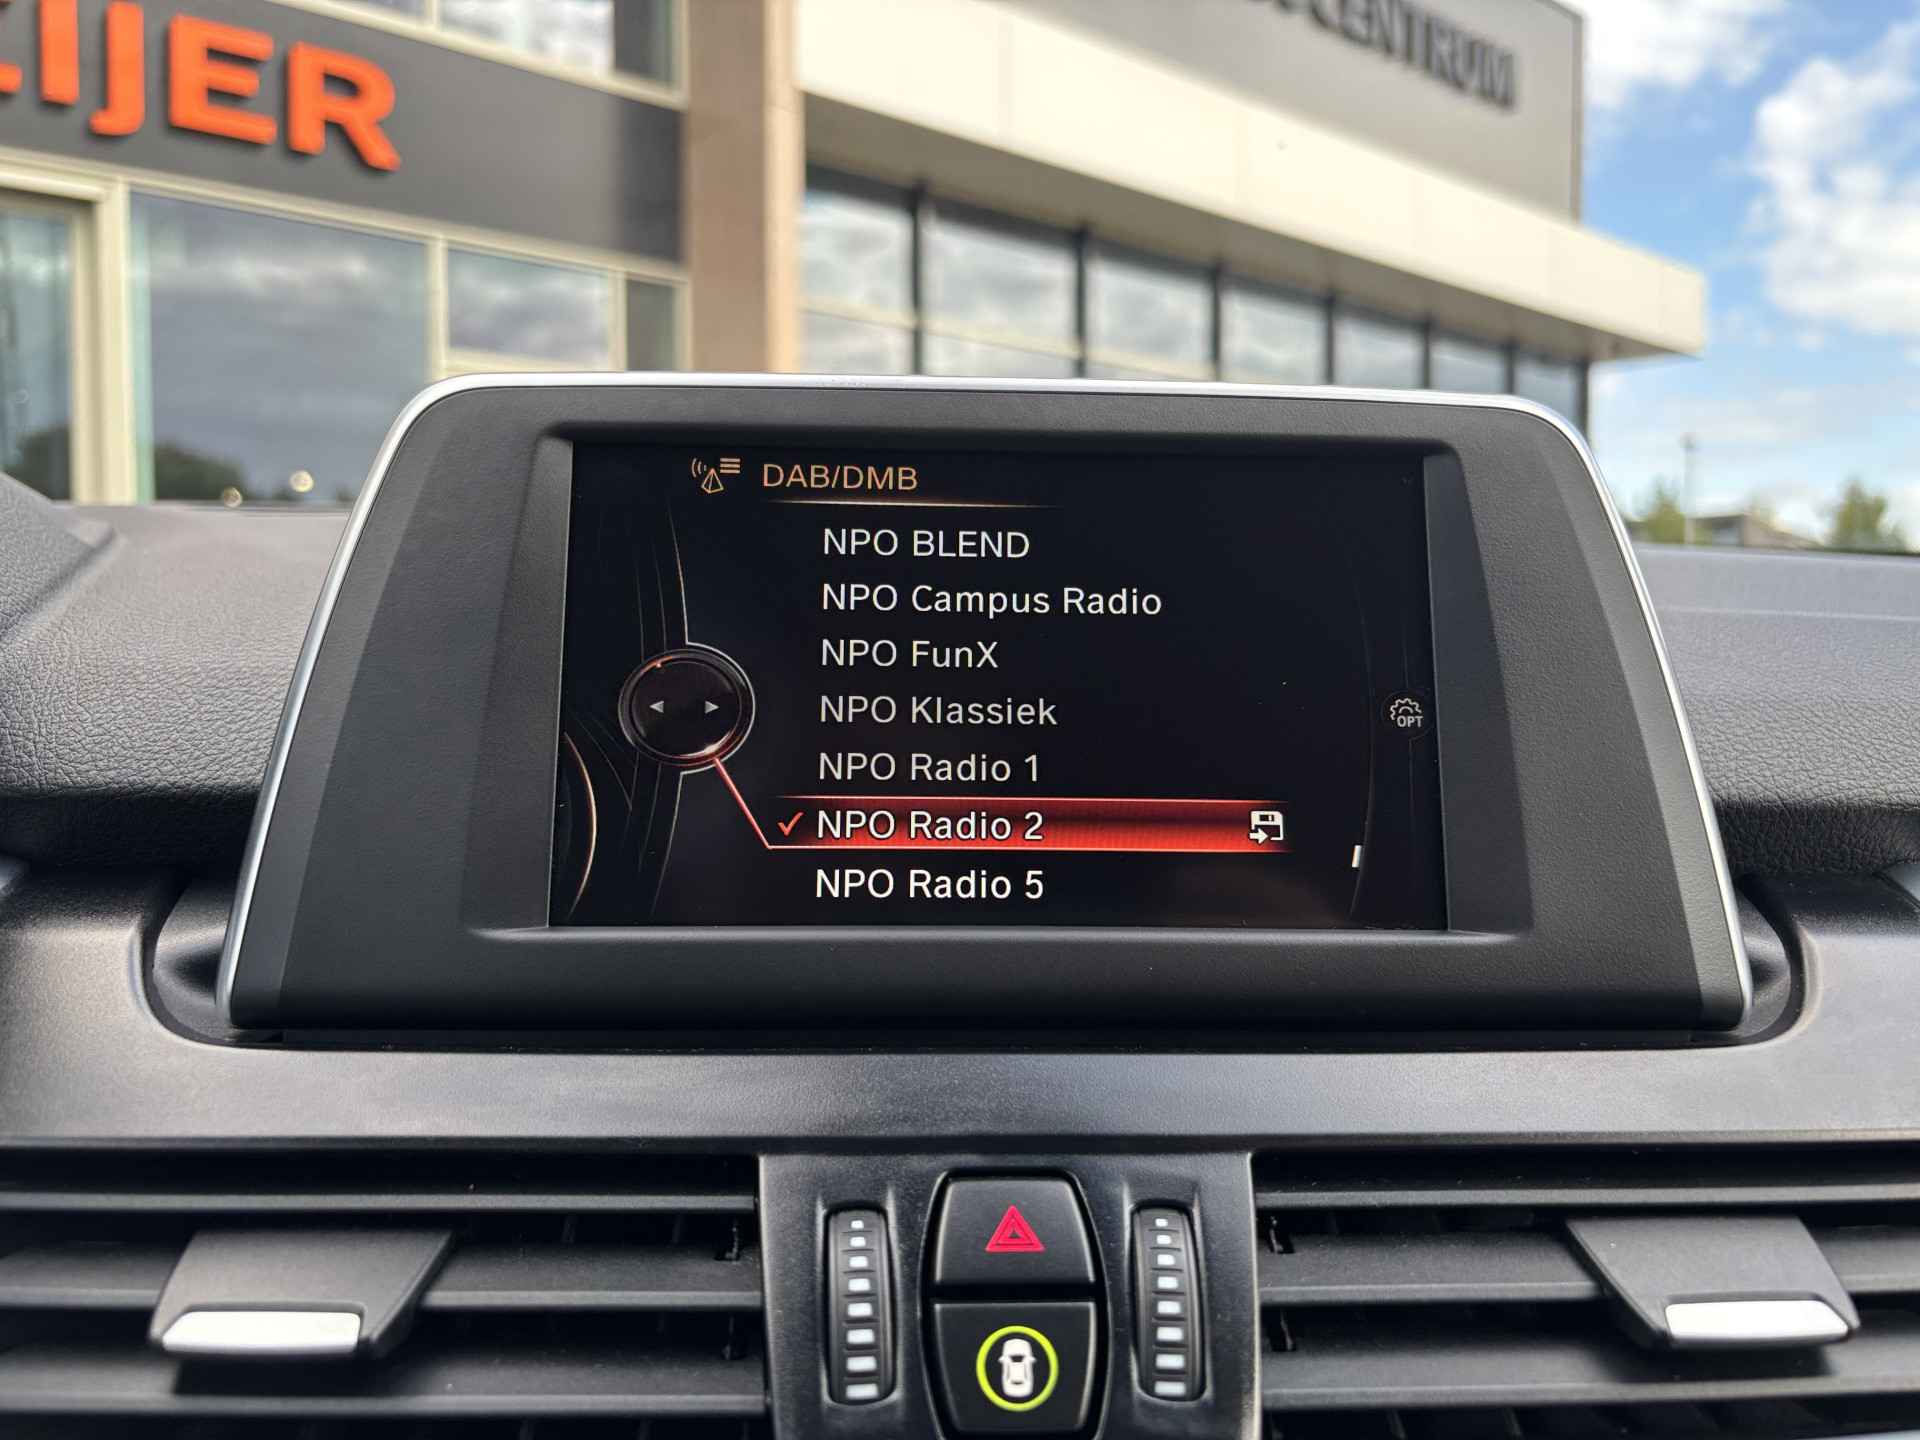 IJER
CENTRUM
DAB/DMB
NPO BLEND
NPO Campus Radio
NPO FunX
NPO Klassiek
OPT
NPO Radio 1
NPO Radio 2
NPO Radio 5